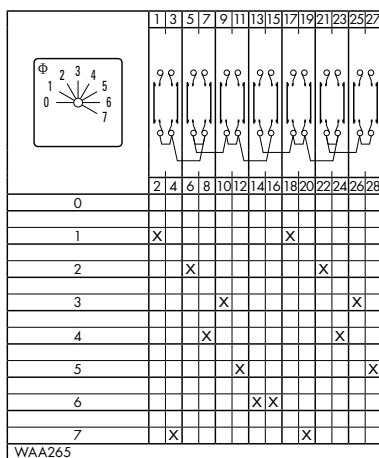 1 3 5 7 9 11 13 15 17 19 21 23 25 27
Φ
0 1 2 3 4 5 6 7
2 4 6 8 10 12 14 16 18 20 22 24 26 28
0
1 X X
2 X X
3 X X
4 X X
5 X X
6 X X
7 X X
WAA265